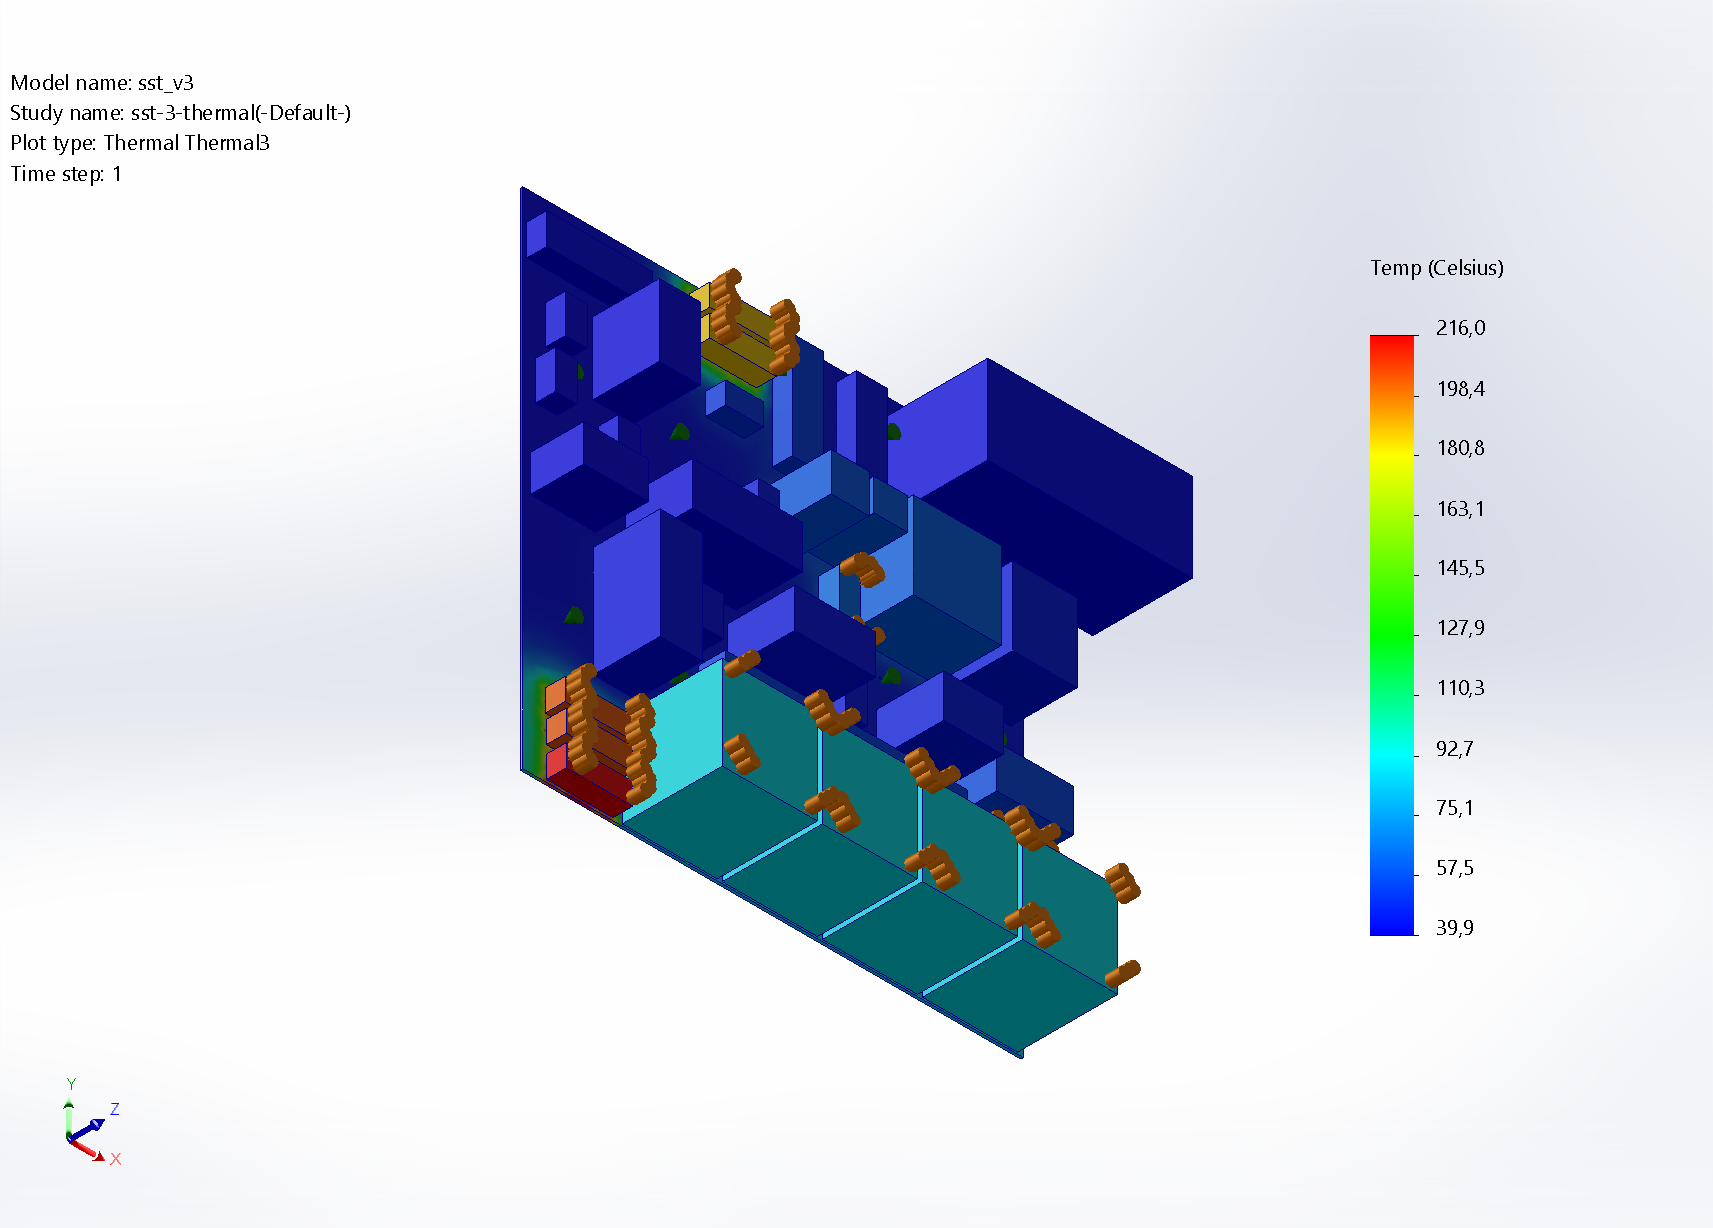 Model name: sst_v3
Study name: sst-3-thermal(-Default-)
Plot type: Thermal Thermal3
Time step: 1
Temp (Celsius)
216,0
198,4
180,8
163,1
145,5
127,9
110,3
92,7
75,1
57,5
39,9
Y
Z
X